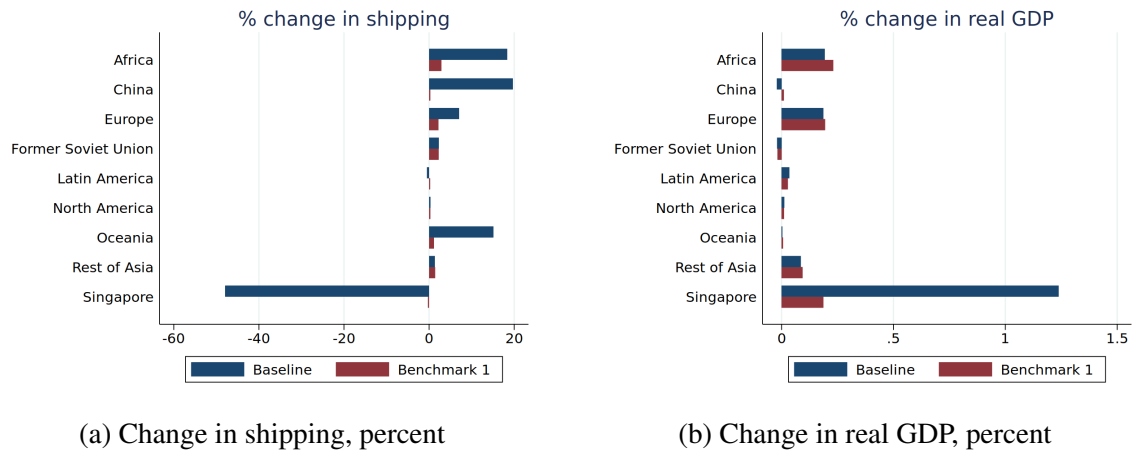 % change in shipping
Africa
China
Europe
Former Soviet Union
Latin America
North America
Oceania
Rest of Asia
Singapore
-60 -40 -20 0 20
Baseline Benchmark 1
(a) Change in shipping, percent
% change in real GDP
Africa
China
Europe
Former Soviet Union
Latin America
North America
Oceania
Rest of Asia
Singapore
0 .5 1 1.5
Baseline Benchmark 1
(b) Change in real GDP, percent